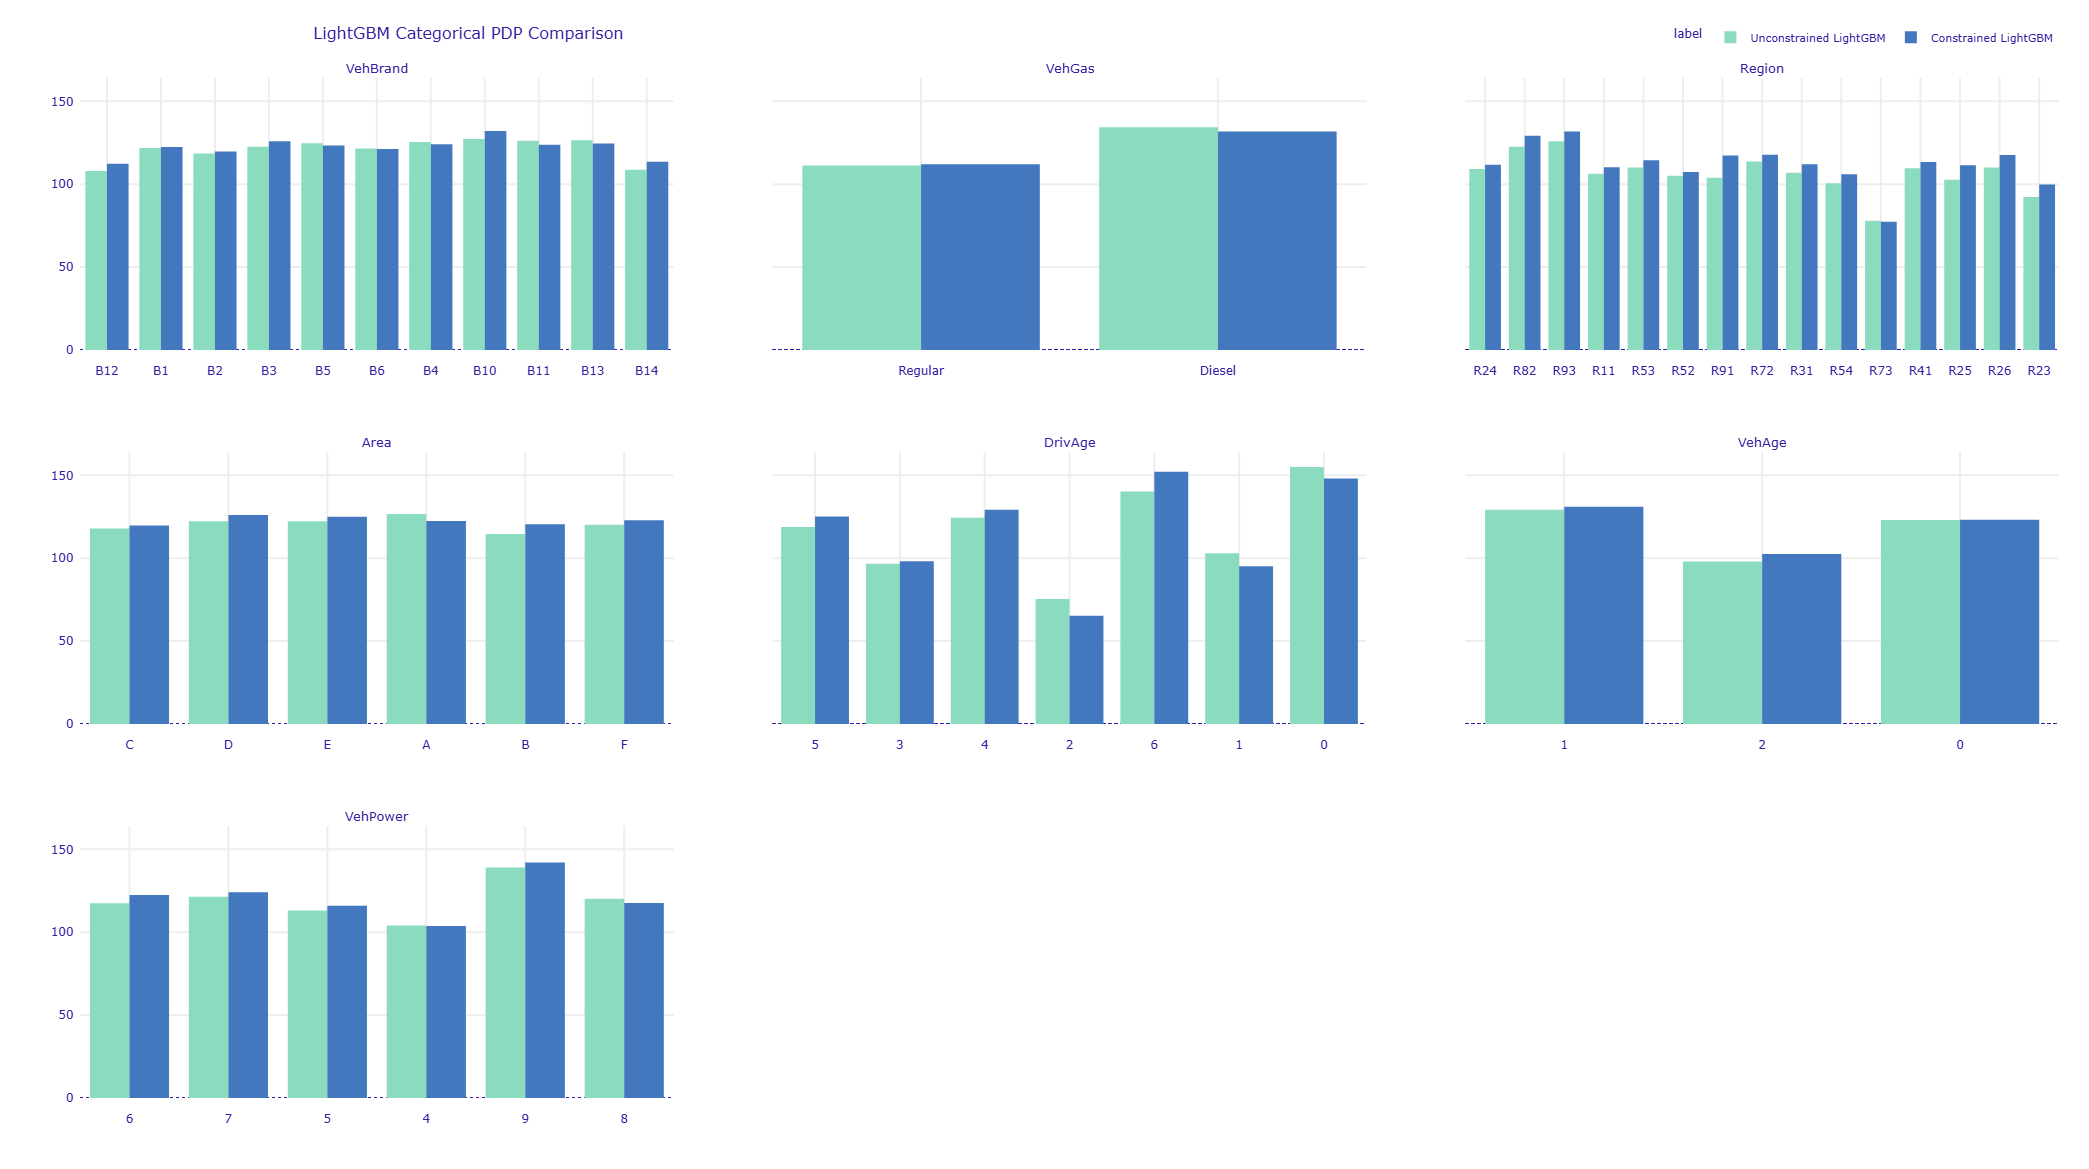 LightGBM Categorical PDP Comparison
label Unconstrained LightGBM Constrained LightGBM
VehBrand VehGas Region
150
100
50
0
B12 B1 B2 B3 B5 B6 B4 B10 B11 B13 B14 Regular Diesel R24 R82 R93 R11 R53 R52 R91 R72 R31 R54 R73 R41 R25 R26 R23
Area DrivAge VehAge
150
100
50
0
C D E A B F 5 3 4 2 6 1 0 1 2 0
VehPower
150
100
50
0
6 7 5 4 9 8